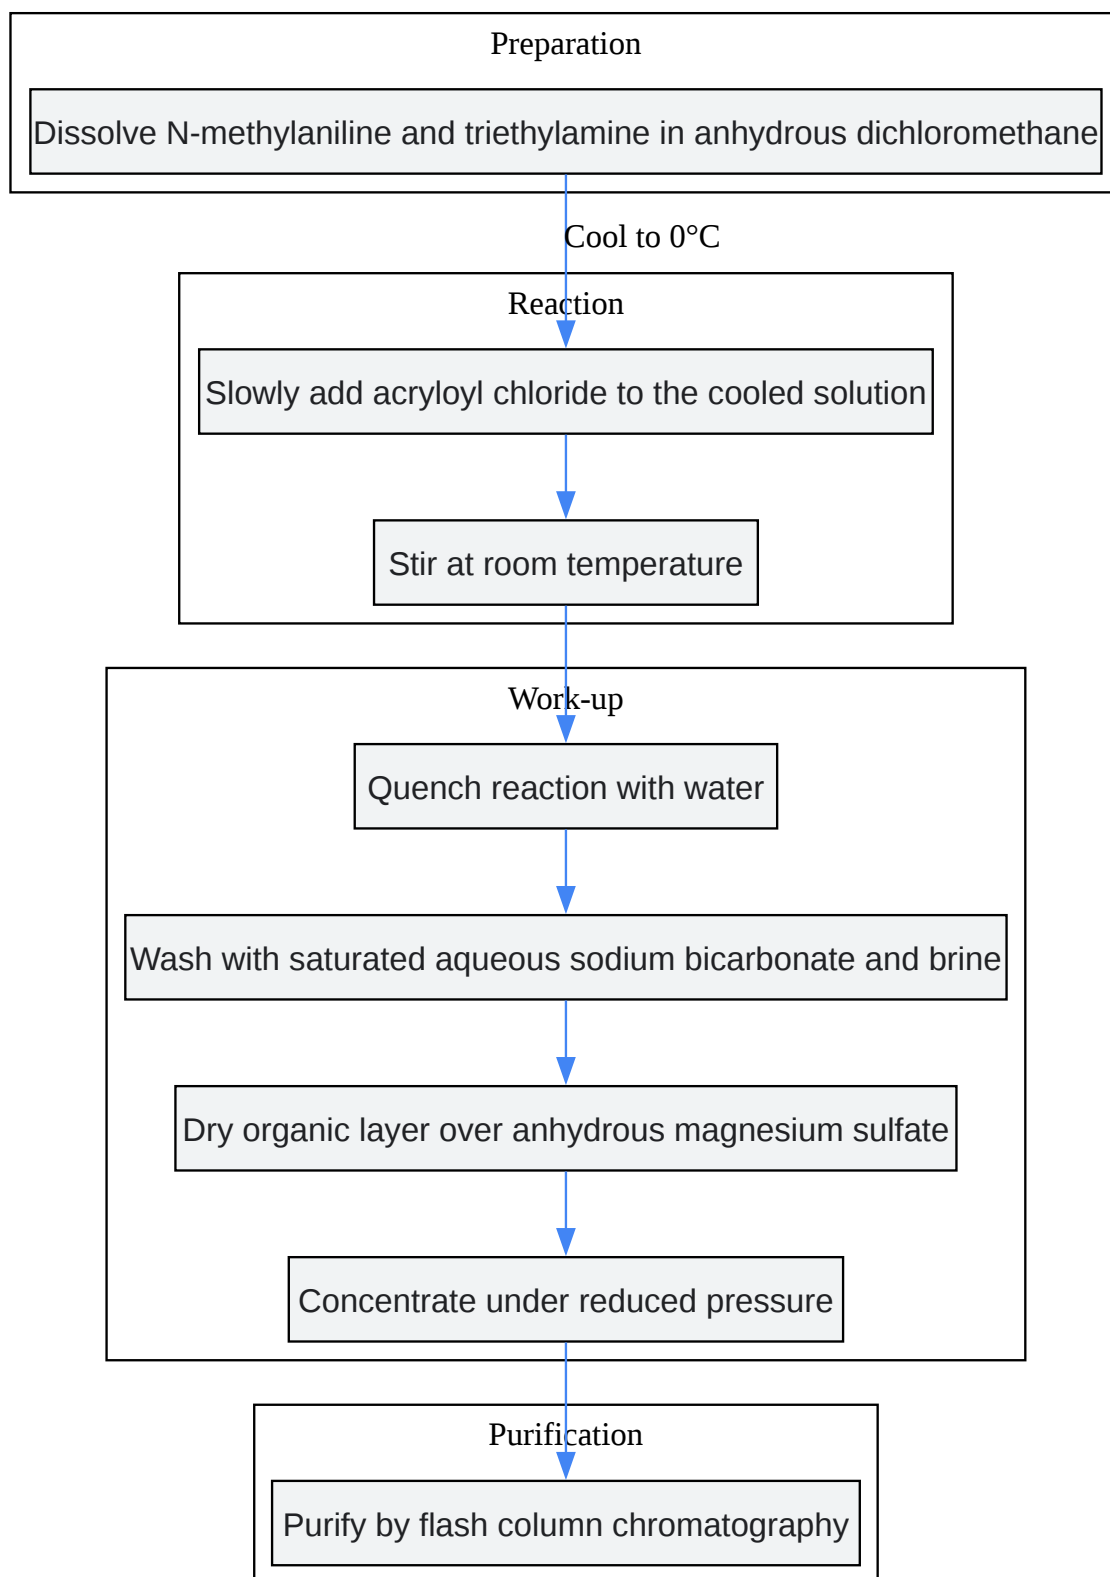 Preparation
Dissolve N-methylaniline and triethylamine in anhydrous dichloromethane
Cool to 0°C
Reaction
Slowly add acryloyl chloride to the cooled solution
Stir at room temperature
Work-up
Quench reaction with water
Wash with saturated aqueous sodium bicarbonate and brine
Dry organic layer over anhydrous magnesium sulfate
Concentrate under reduced pressure
Purification
Purify by flash column chromatography